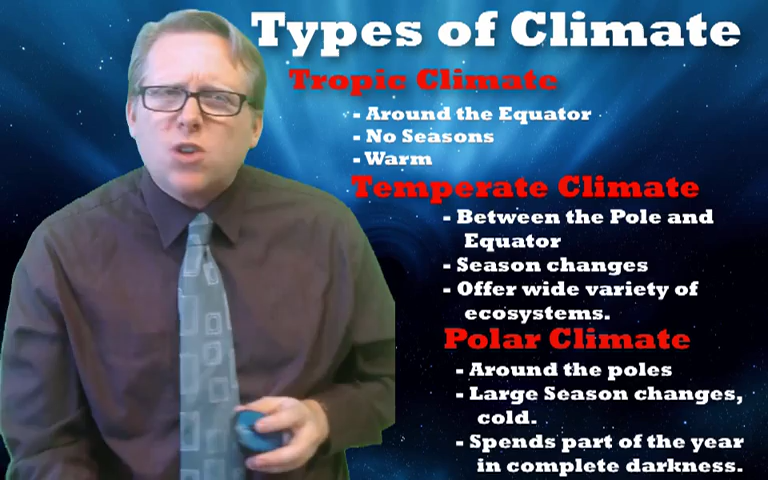 Types of Climate
Tropic Climate
- Around the Equator
- No Seasons
- Warm
Temperate Climate
- Between the Pole and
Equator
- Season changes
- Offer wide variety of
ecosystems.
Polar Climate
- Around the poles
- Large Season changes,
cold.
- Spends part of the year
in complete darkness.